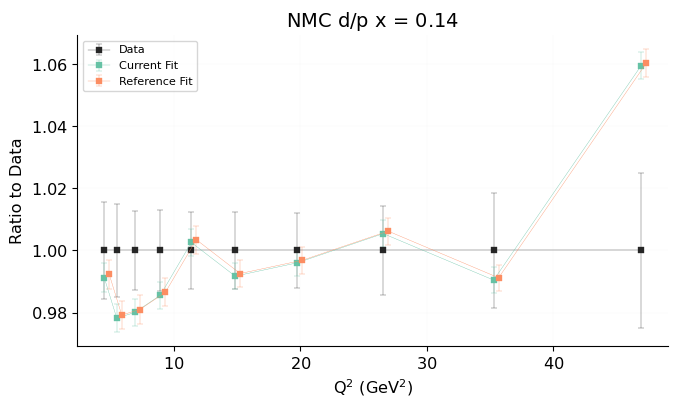 NMC d/p x = 0.14
Data
Current Fit
Reference Fit
Ratio to Data
1.06
1.04
1.02
1.00
0.98
10 20 30 40
Q² (GeV²)